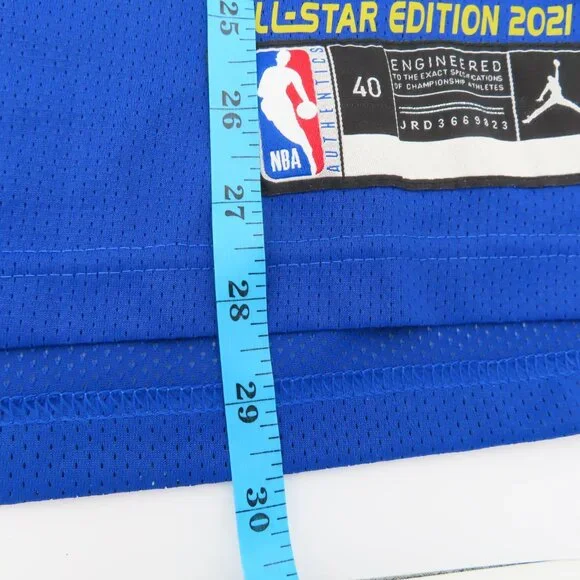 LL-STAR EDITION 2021
40
ENGINEERED
TO THE EXACT SPECIFICATIONS
OF CHAMPIONSHIP ATHLETES
JRD3669823
NBA
AUTHENTICS
25
26
27
28
29
30